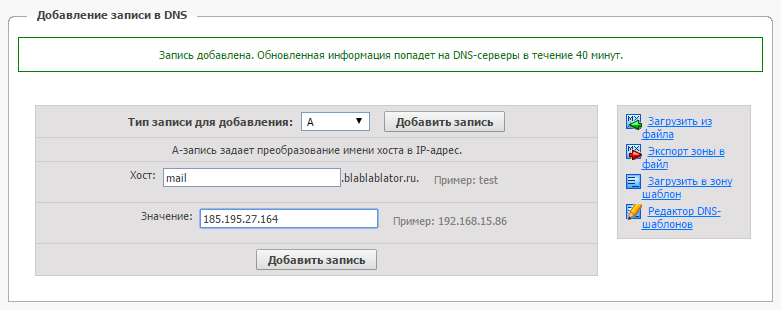 Добавление записи в DNS
Запись добавлена. Обновленная информация попадет на DNS-серверы в течение 40 минут.
Тип записи для добавления: A Добавить запись
А-запись задает преобразование имени хоста в IP-адрес.
Хост: mail .blablablator.ru. Пример: test
Значение: 185.195.27.164 Пример: 192.168.15.86
Добавить запись
Загрузить из
файла
Экспорт зоны в
файл
Загрузить в зону
шаблон
Редактор DNS-
шаблонов